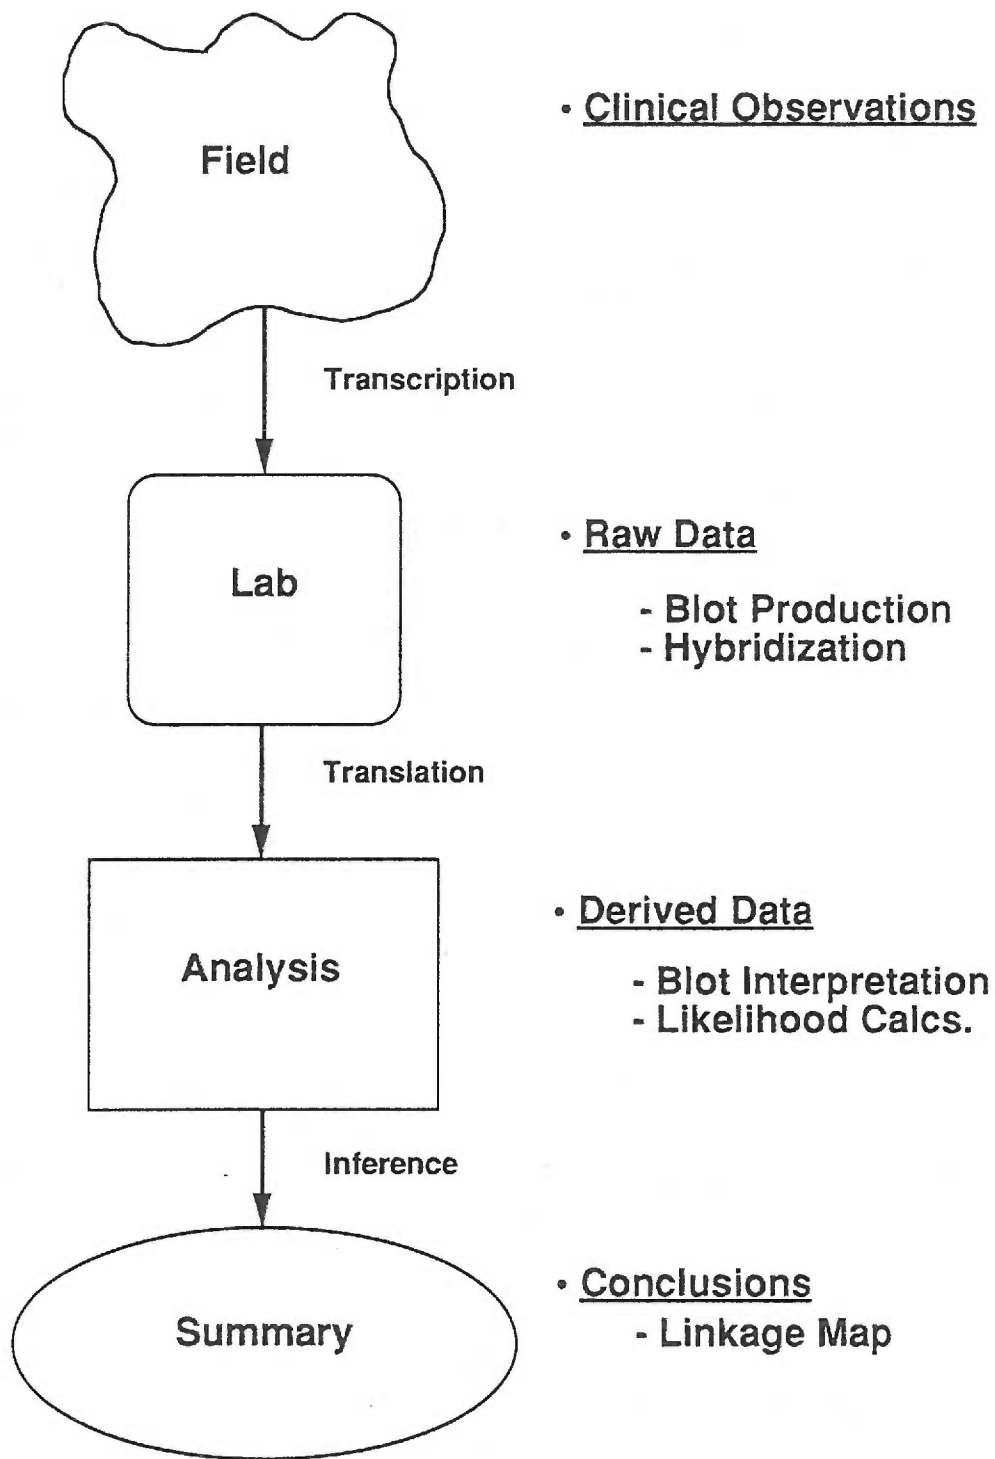 Field
• Clinical Observations
Transcription
Lab
• Raw Data
- Blot Production
- Hybridization
Translation
Analysis
• Derived Data
- Blot Interpretation
- Likelihood Calcs.
Inference
Summary
• Conclusions
- Linkage Map